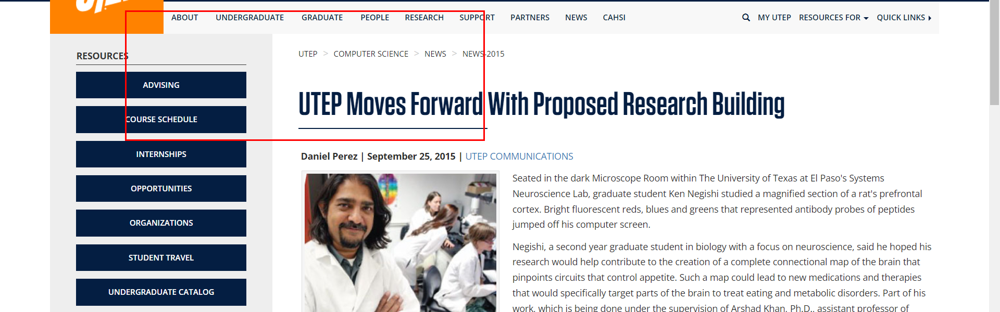 ABOUT UNDERGRADUATE GRADUATE PEOPLE RESEARCH SUPPORT PARTNERS NEWS CAHSI MY UTEP RESOURCES FOR QUICK LINKS
RESOURCES
ADVISING
COURSE SCHEDULE
INTERNSHIPS
OPPORTUNITIES
ORGANIZATIONS
STUDENT TRAVEL
UNDERGRADUATE CATALOG
UTEP > COMPUTER SCIENCE > NEWS > NEWS-2015
UTEP Moves Forward With Proposed Research Building
Daniel Perez | September 25, 2015 | UTEP COMMUNICATIONS
Seated in the dark Microscope Room within The University of Texas at El Paso's Systems
Neuroscience Lab, graduate student Ken Negishi studied a magnified section of a rat's prefrontal
cortex. Bright fluorescent reds, blues and greens that represented antibody probes of peptides
jumped off his computer screen.
Negishi, a second year graduate student in biology with a focus on neuroscience, said he hoped his
research would help contribute to the creation of a complete connectional map of the brain that
pinpoints circuits that control appetite. Such a map could lead to new medications and therapies
that would specifically target parts of the brain to treat eating and metabolic disorders. Part of his
work, which is being done under the supervision of Arshad Khan, Ph.D., assistant professor of